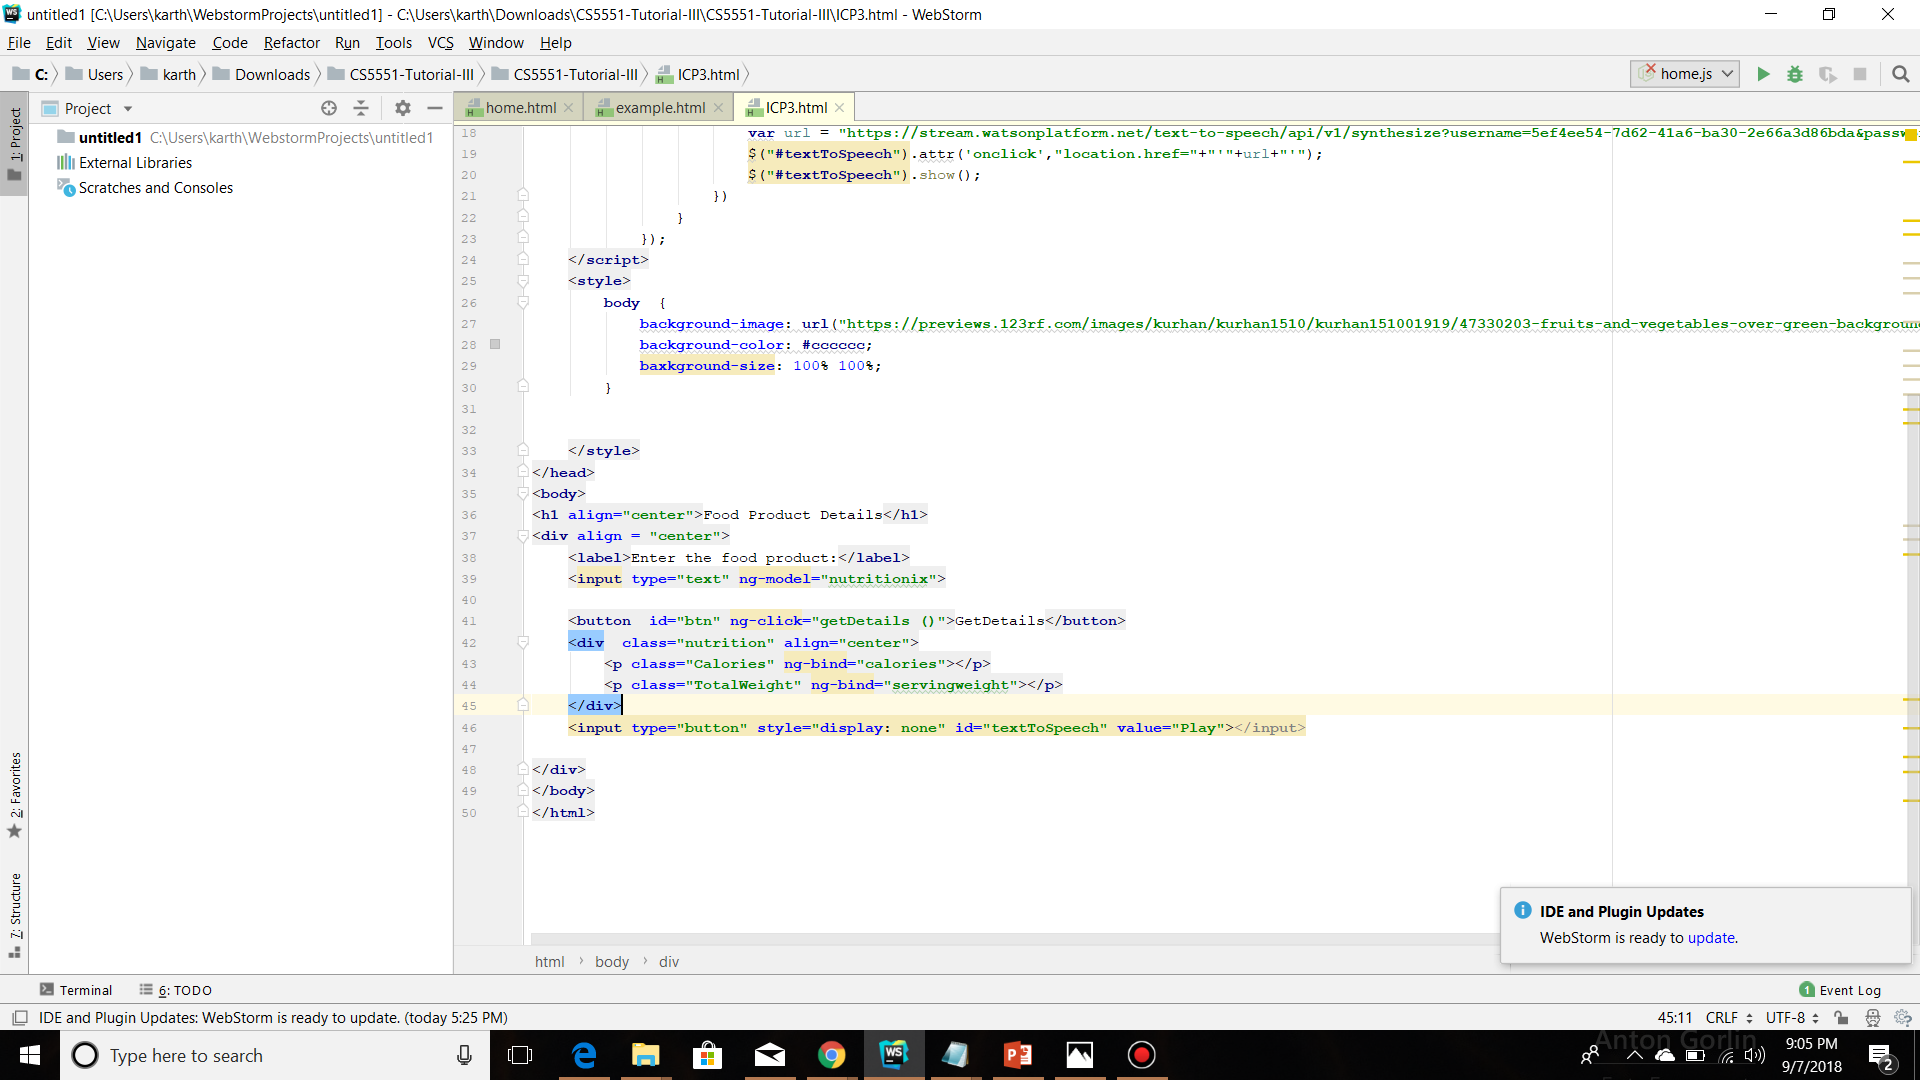 untitled1 [C:\Users\karth\WebstormProjects\untitled1] - C:\Users\karth\Downloads\CS5551-Tutorial-III\CS5551-Tutorial-III\ICP3.html - WebStorm
File Edit View Navigate Code Refactor Run Tools VCS Window Help
C: Users karth Downloads CS5551-Tutorial-III CS5551-Tutorial-III ICP3.html home.js
Project home.html example.html ICP3.html
1: Project
untitled1 C:\Users\karth\WebstormProjects\untitled1
External Libraries
Scratches and Consoles
18 var url = "https://stream.watsonplatform.net/text-to-speech/api/v1/synthesize?username=5ef4ee54-7d62-41a6-ba30-2e66a3d86bda&passw
19 $("#textToSpeech").attr('onclick',"location.href="+"'"+url+"'");
20 $("#textToSpeech").show();
21 })
22 }
23 });
24 </script>
25 <style>
26 body {
27 background-image: url("https://previews.123rf.com/images/kurhan/kurhan1510/kurhan151001919/47330203-fruits-and-vegetables-over-green-background
28 background-color: #cccccc;
29 baxkground-size: 100% 100%;
30 }
31
32
33 </style>
34 </head>
35 <body>
36 <h1 align="center">Food Product Details</h1>
37 <div align = "center">
38 <label>Enter the food product:</label>
39 <input type="text" ng-model="nutritionix">
40
41 <button id="btn" ng-click="getDetails ()">GetDetails</button>
42 <div class="nutrition" align="center">
43 <p class="Calories" ng-bind="calories"></p>
44 <p class="TotalWeight" ng-bind="servingweight"></p>
45 </div>
46 <input type="button" style="display: none" id="textToSpeech" value="Play"></input>
47
48 </div>
49 </body>
50 </html>
2: Favorites
7: Structure
IDE and Plugin Updates
WebStorm is ready to update.
html › body › div
Terminal 6: TODO 1 Event Log
IDE and Plugin Updates: WebStorm is ready to update. (today 5:25 PM) 45:11 CRLF UTF-8
Anton Gorlin
Type here to search
9:05 PM
9/7/2018
2